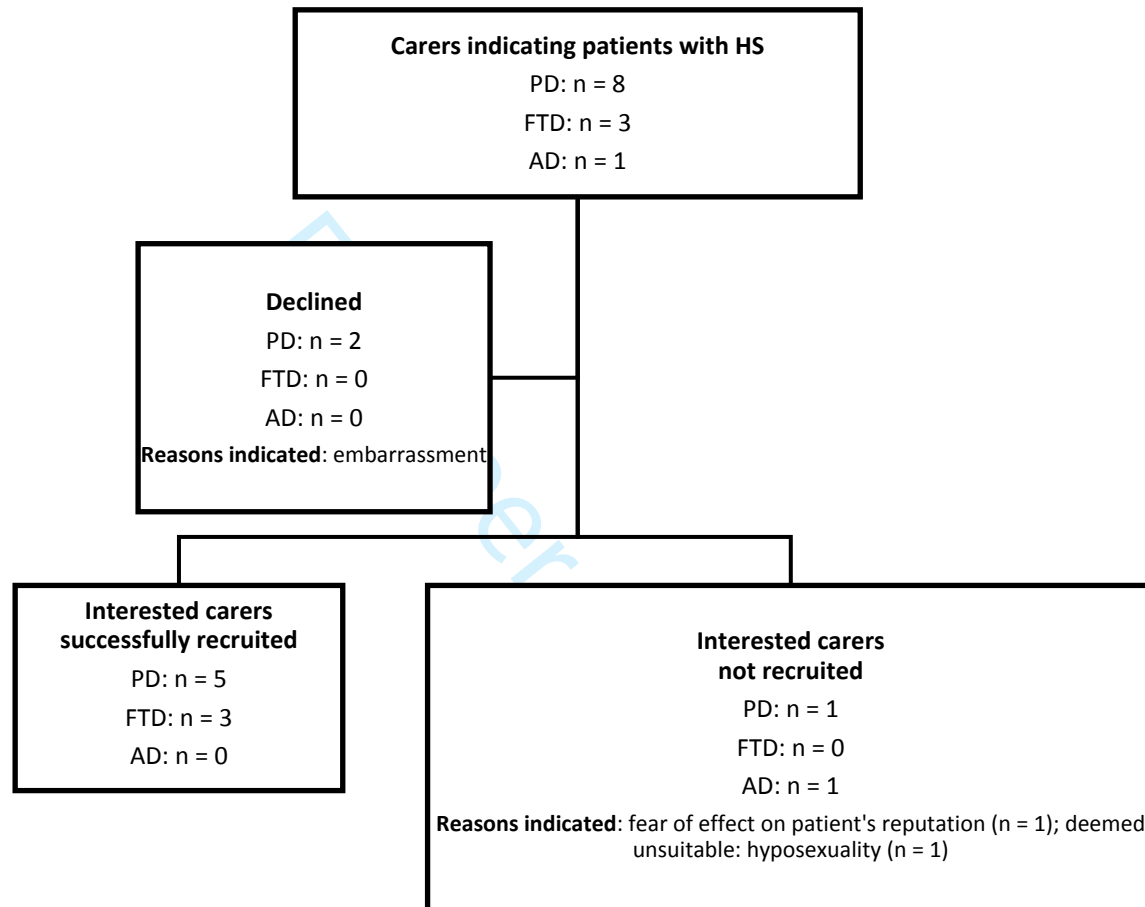 Carers indicating patients with HS
PD: n = 8
FTD: n = 3
AD: n = 1
Declined
PD: n = 2
FTD: n = 0
AD: n = 0
Reasons indicated: embarrassment
Interested carers
successfully recruited
PD: n = 5
FTD: n = 3
AD: n = 0
Interested carers
not recruited
PD: n = 1
FTD: n = 0
AD: n = 1
Reasons indicated: fear of effect on patient's reputation (n = 1); deemed
unsuitable: hyposexuality (n = 1)